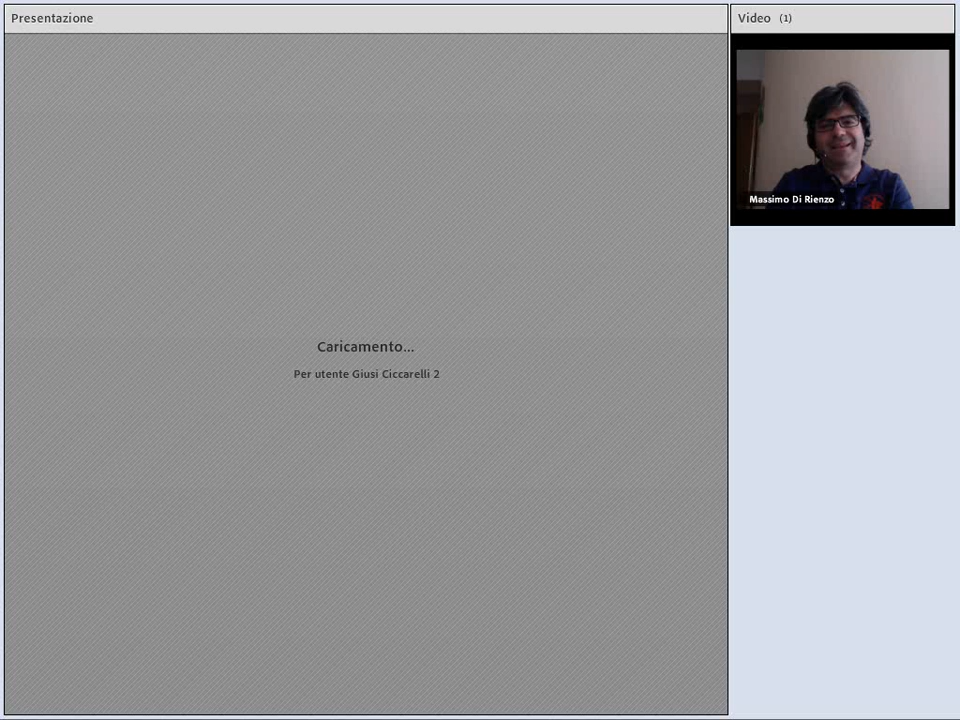 Presentazione
Video (1)
Massimo Di Rienzo
Caricamento...
Per utente Giusi Ciccarelli 2